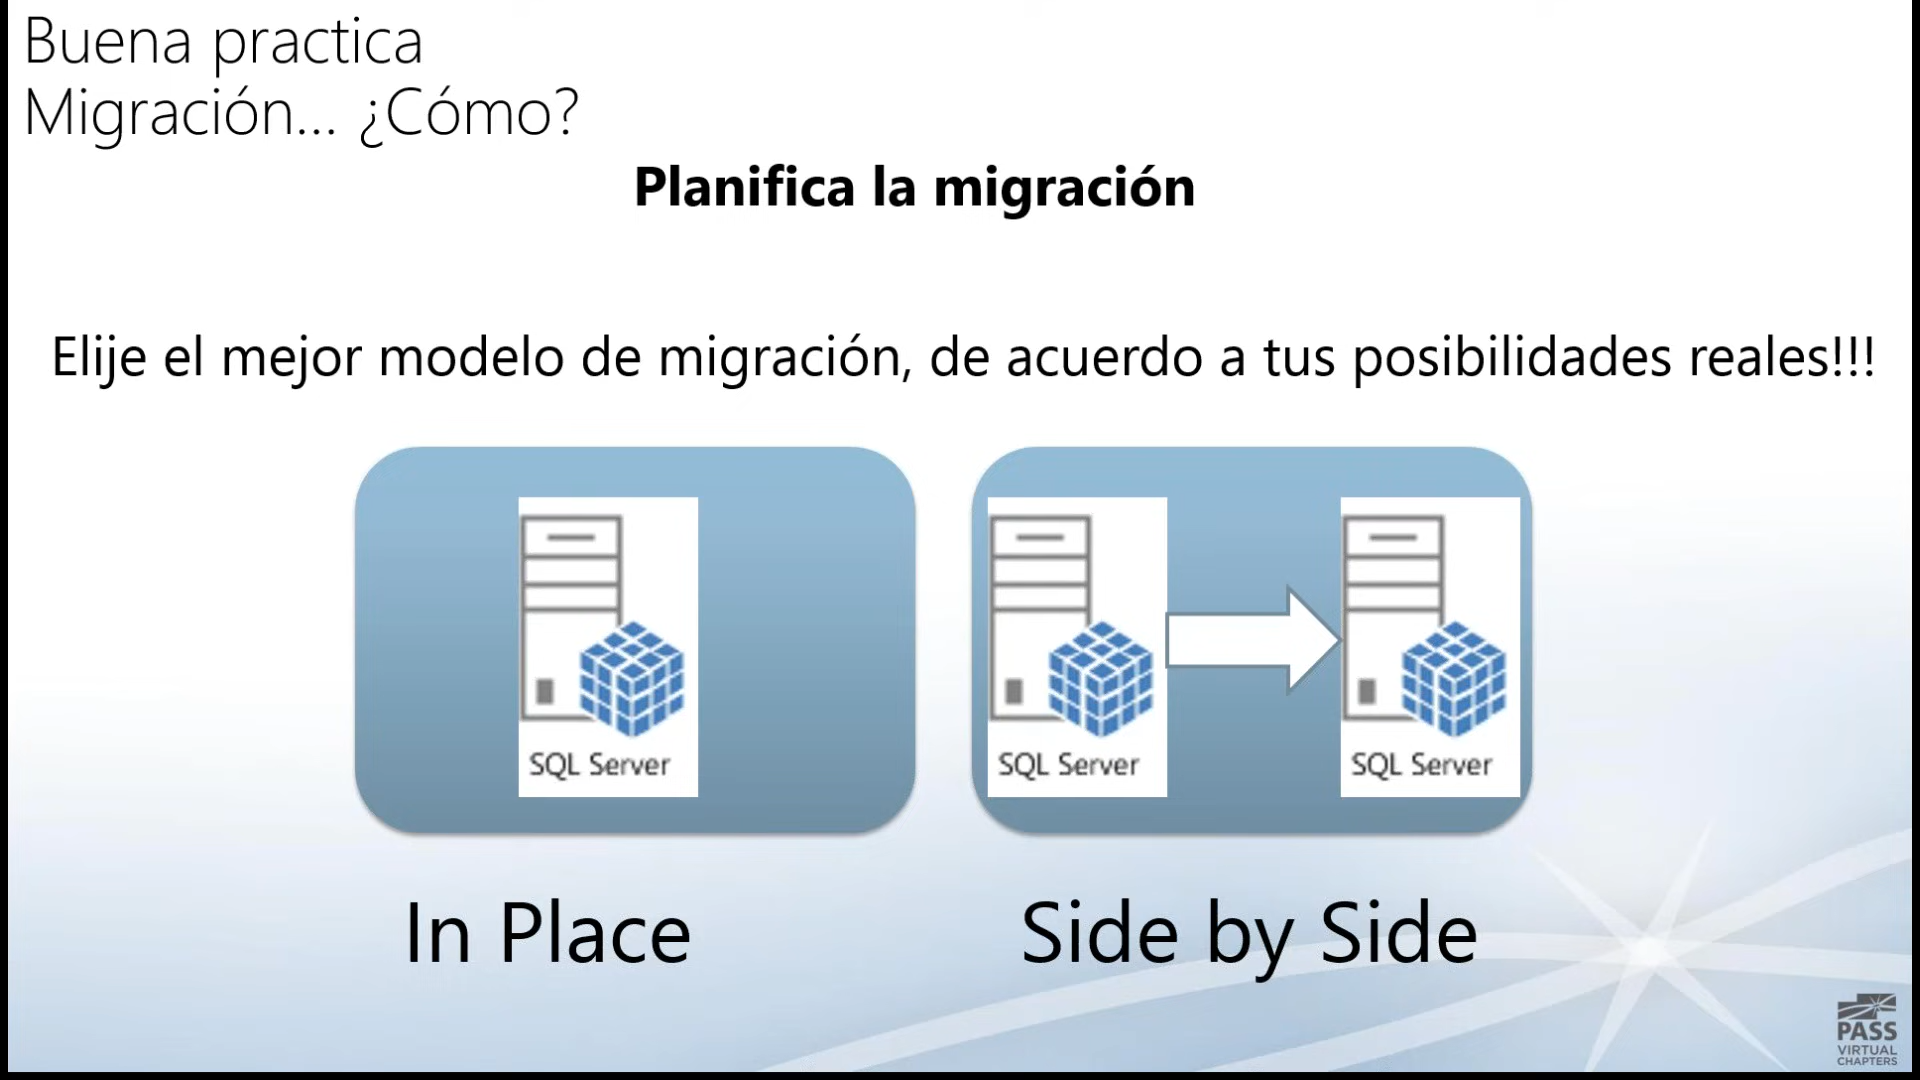 Buena practica
Migración... ¿Cómo?
Planifica la migración
Elije el mejor modelo de migración, de acuerdo a tus posibilidades reales!!!
SQL Server
SQL Server
SQL Server
In Place
Side by Side
PASS
VIRTUAL
CHAPTERS